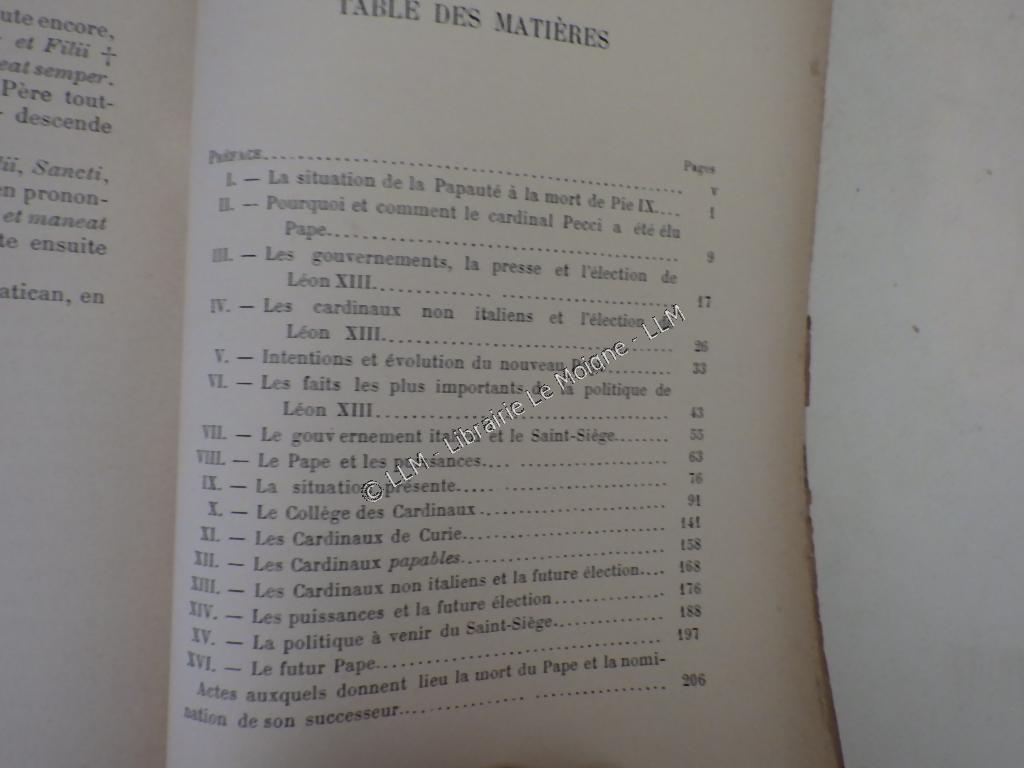 ute encore,
et Filii †
eat semper.
Père tout-
descende
lii, Sancti,
en pronon-
et maneat
te ensuite
atican, en
TABLE DES MATIÈRES
Pages
PRÉFACE.................... v
I. — La situation de la Papauté à la mort de Pie IX.... 1
II. — Pourquoi et comment le cardinal Pecci a été élu
Pape.................... 9
III. — Les gouvernements, la presse et l'élection de
Léon XIII.................... 17
IV. — Les cardinaux non italiens et l'élection
Léon XIII.................... 26
V. — Intentions et évolution du nouveau .......... 33
VI. — Les faits les plus importants de la politique de
Léon XIII.................... 43
VII. — Le gouvernement italien et le Saint-Siège........ 55
VIII. — Le Pape et les puissances.................... 63
IX. — La situation présente.................... 76
X. — Le Collège des Cardinaux.................... 91
XI. — Les Cardinaux de Curie.................... 141
XII. — Les Cardinaux papables.................... 158
XIII. — Les Cardinaux non italiens et la future élection.... 168
XIV. — Les puissances et la future élection............ 176
XV. — La politique à venir du Saint-Siège............ 188
XVI. — Le futur Pape.................... 197
Actes auxquels donnent lieu la mort du Pape et la nomi-
nation de son successeur.................... 206
© LLM - Librairie Le Moigne - LLM